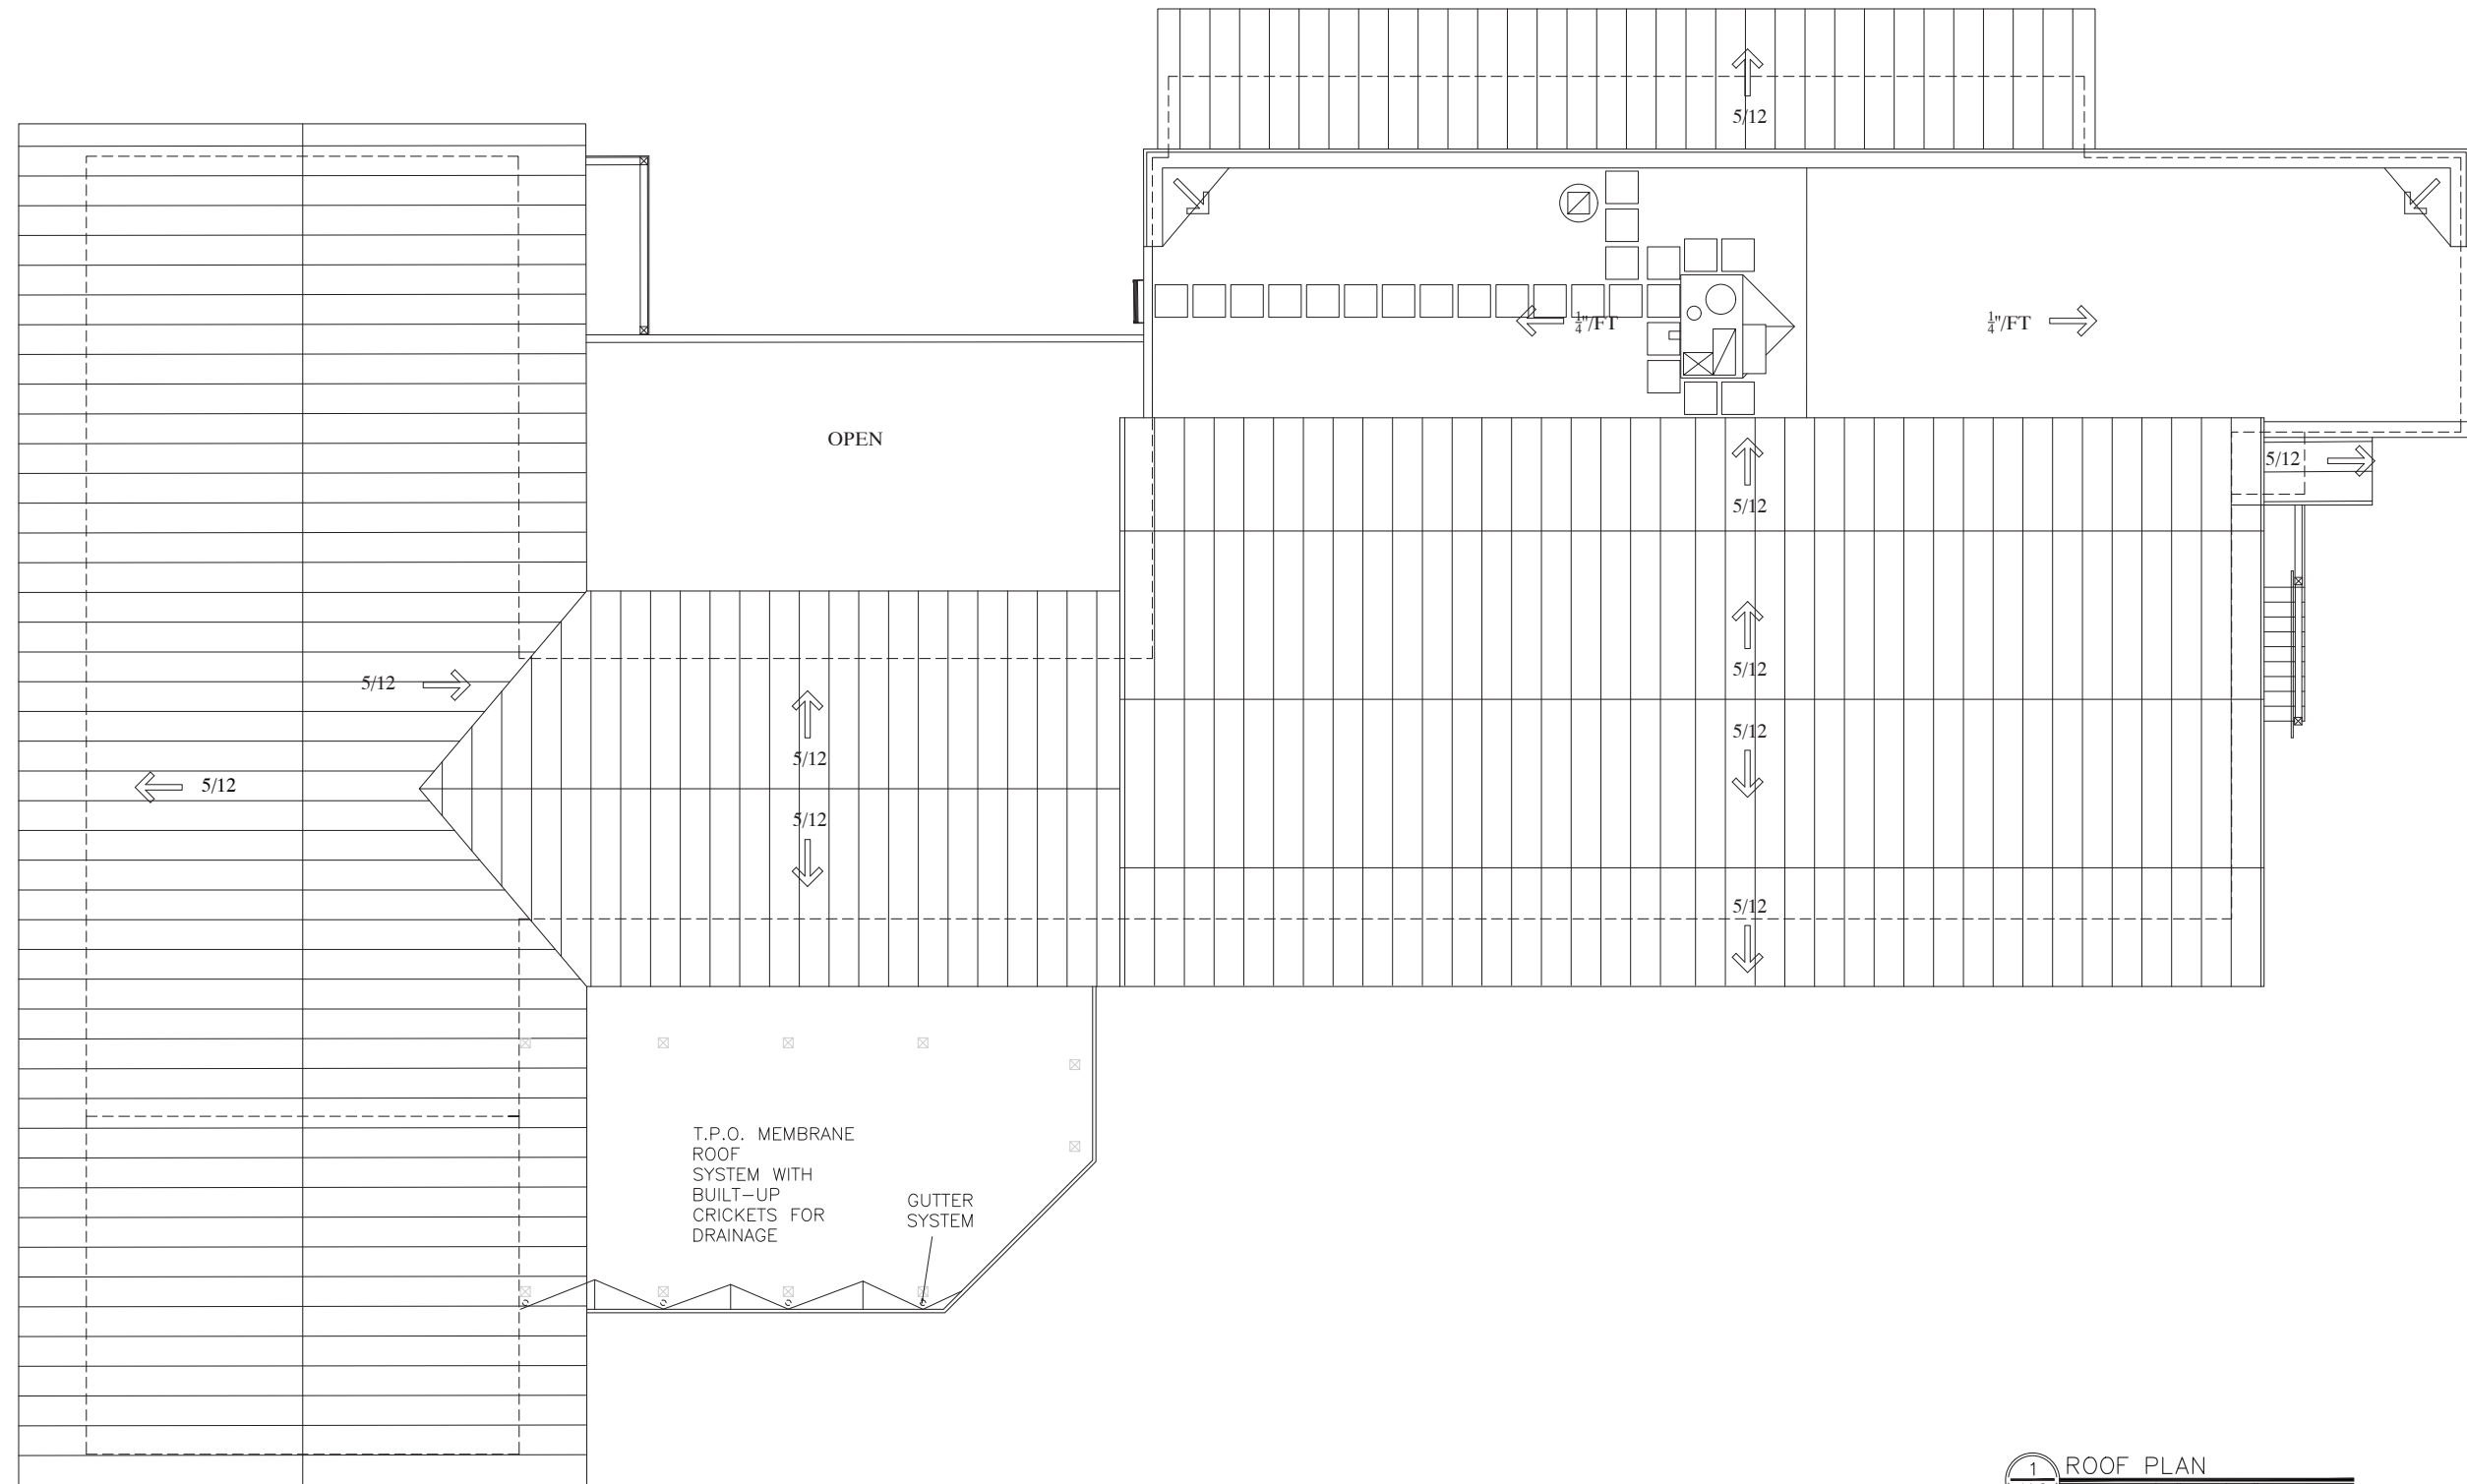 5/12
¼"/FT
¼"/FT
OPEN
5/12
5/12
5/12
5/12
5/12
5/12
5/12
5/12
5/12
5/12
T.P.O. MEMBRANE
ROOF
SYSTEM WITH
BUILT-UP
CRICKETS FOR
DRAINAGE
GUTTER
SYSTEM
1
ROOF PLAN